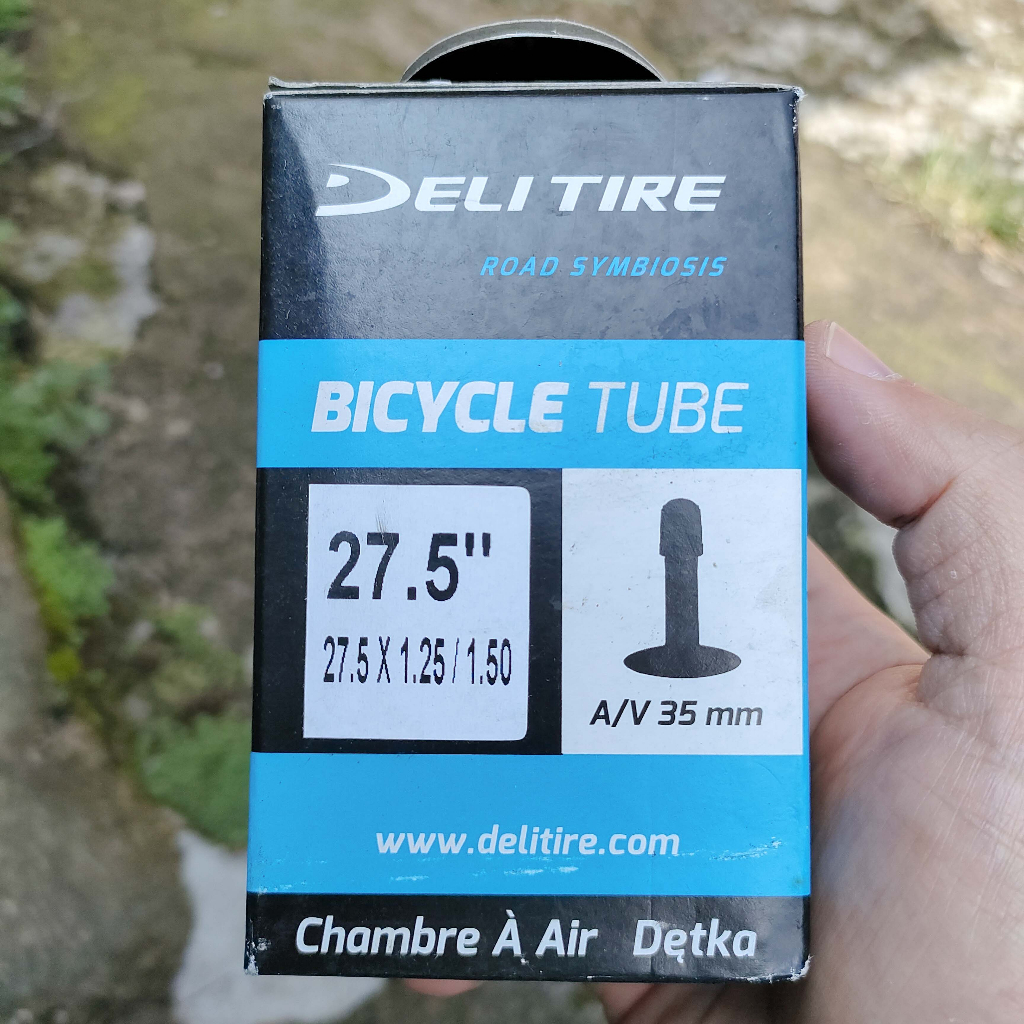 DELI TIRE
ROAD SYMBIOSIS
BICYCLE TUBE
27.5"
27.5 X 1.25 / 1.50
A/V 35 mm
www.delitire.com
Chambre À Air Dętka